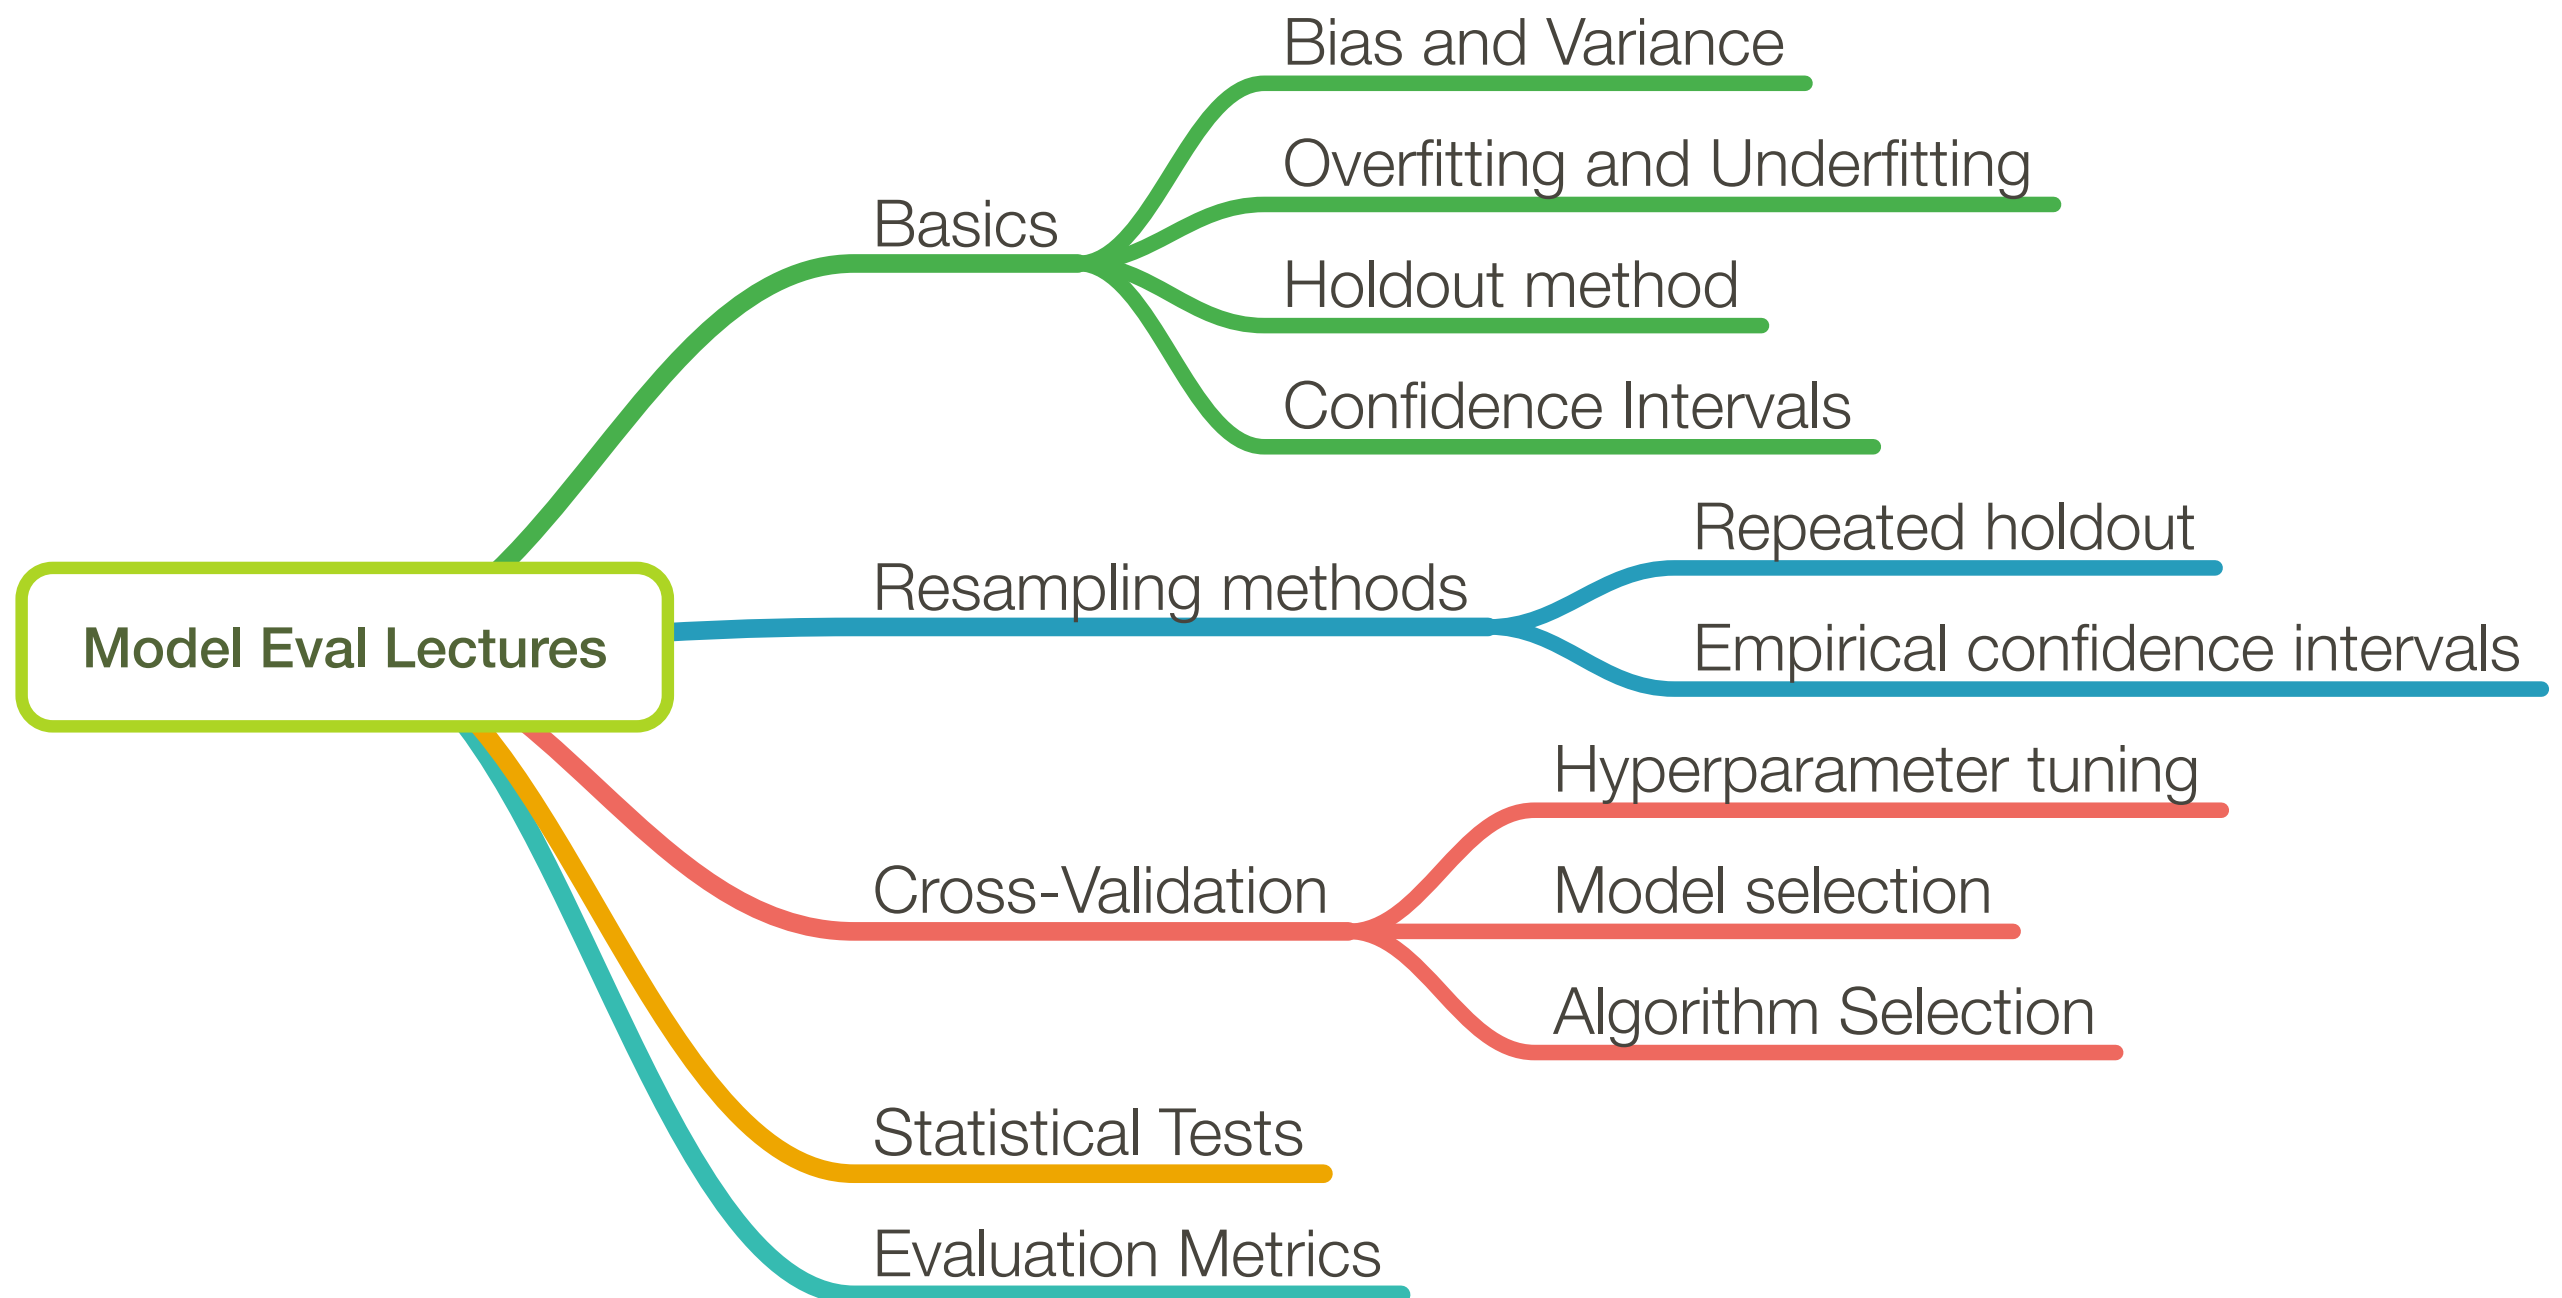 Bias and Variance
Overfitting and Underfitting
Basics
Holdout method
Confidence Intervals
Repeated holdout
Resampling methods
Empirical confidence intervals
Model Eval Lectures
Hyperparameter tuning
Cross-Validation
Model selection
Algorithm Selection
Statistical Tests
Evaluation Metrics